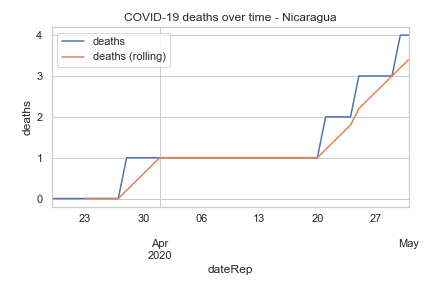 COVID-19 deaths over time - Nicaragua
deaths
deaths (rolling)
deaths
4
3
2
1
0
23
30
06
13
20
27
Apr
2020
May
dateRep